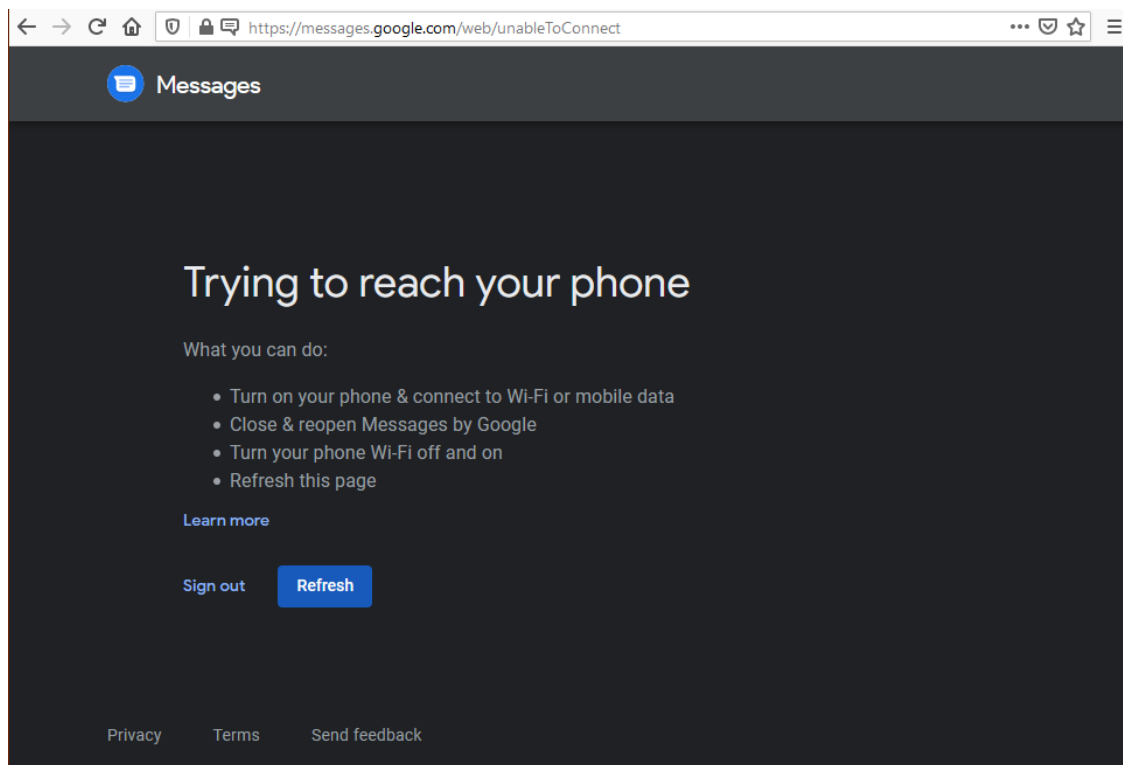 https://messages.google.com/web/unableToConnect
Messages
Trying to reach your phone
What you can do:
• Turn on your phone & connect to Wi-Fi or mobile data
• Close & reopen Messages by Google
• Turn your phone Wi-Fi off and on
• Refresh this page
Learn more
Sign out Refresh
Privacy Terms Send feedback